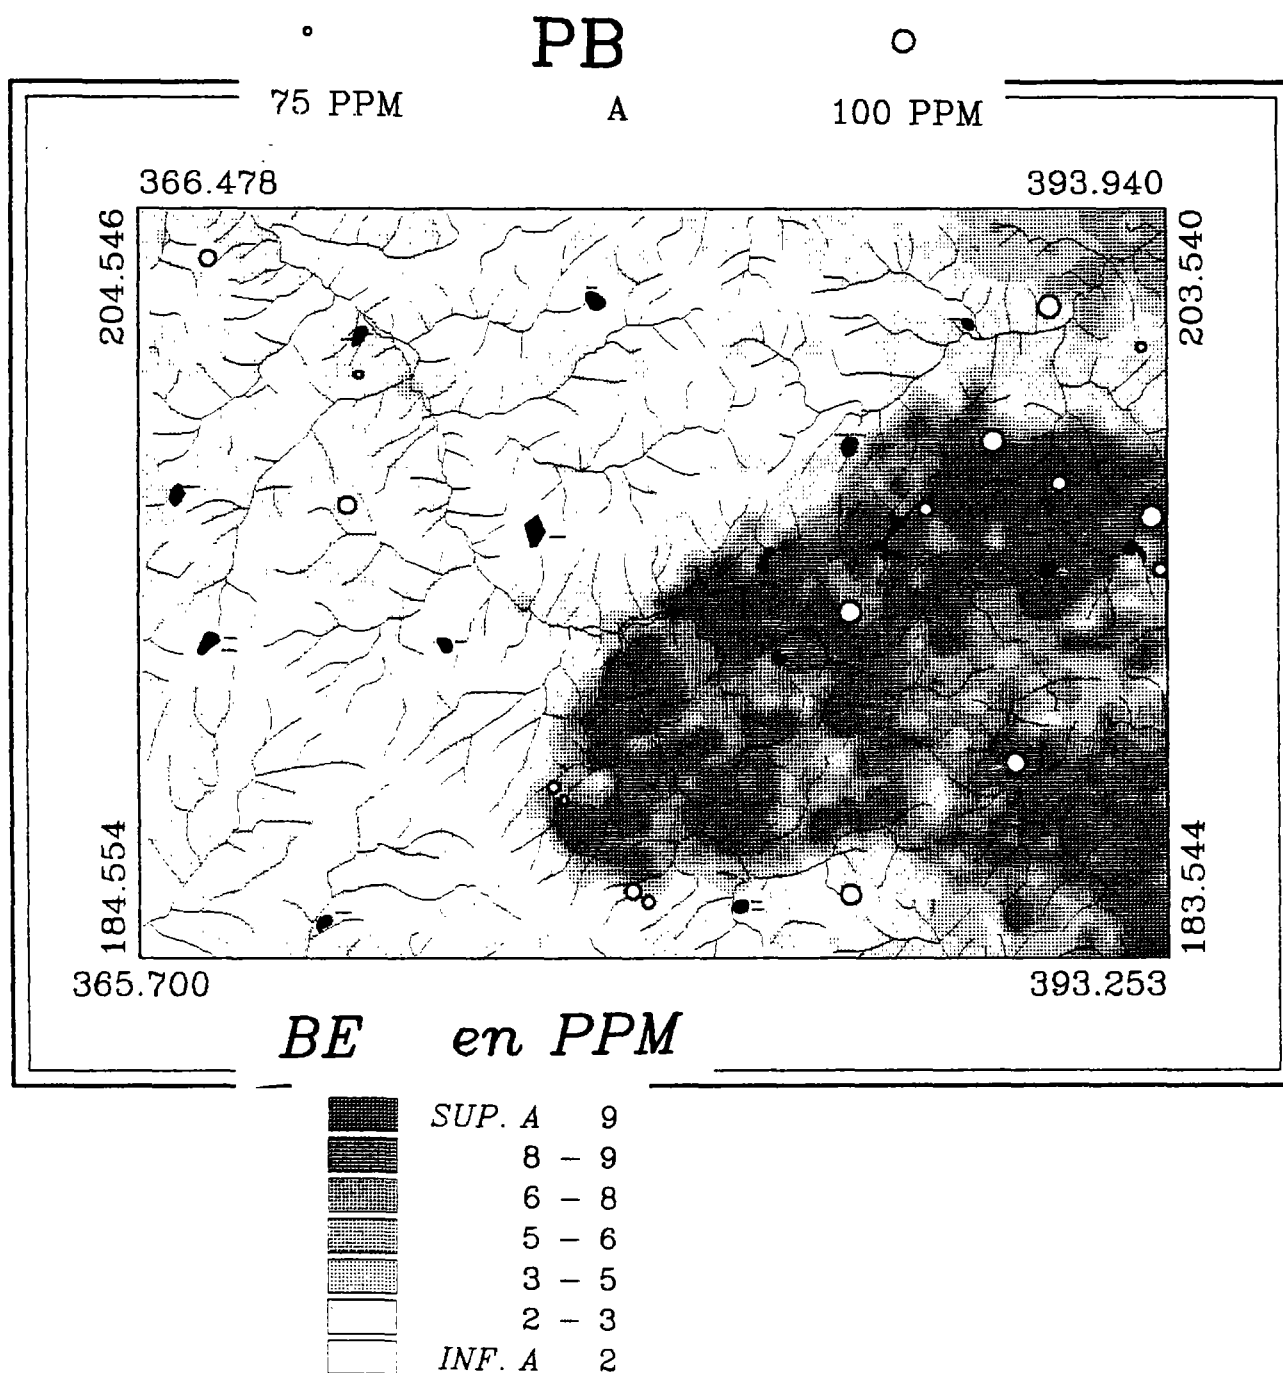 PB
75 PPM A 100 PPM
366.478 393.940
204.546 203.540
184.554 183.544
365.700 393.253
BE en PPM
SUP. A 9
8 – 9
6 – 8
5 – 6
3 – 5
2 – 3
INF. A 2